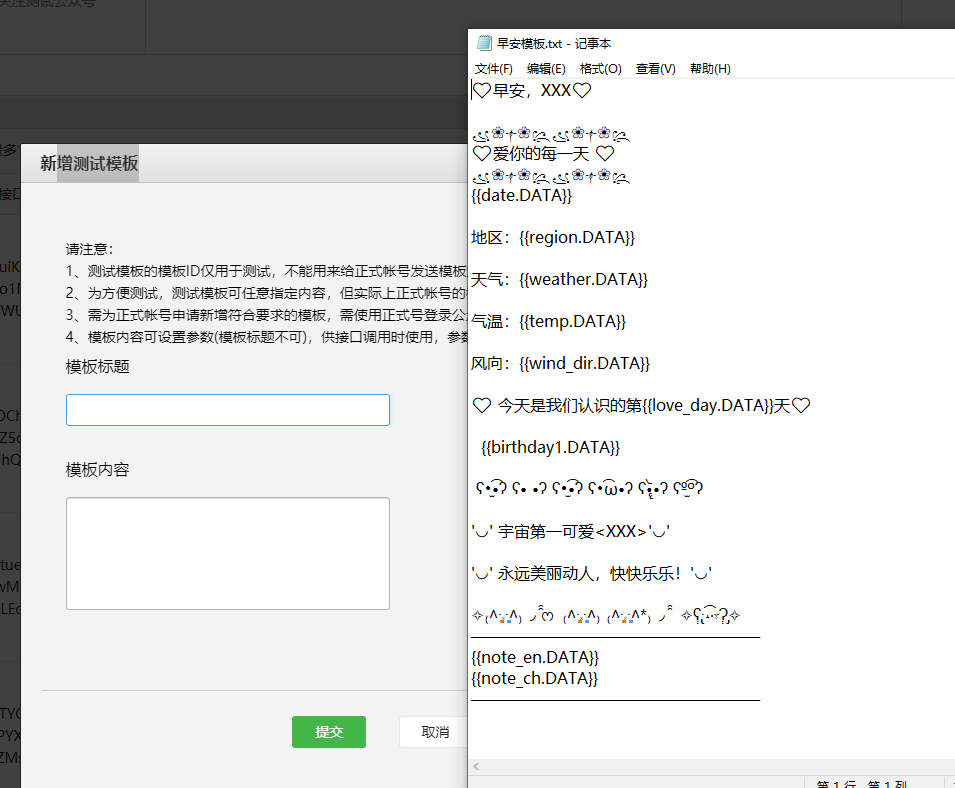 关注测试公众号
新增测试模板
请注意：
1、测试模板的模板ID仅用于测试，不能用来给正式帐号发送模板
2、为方便测试，测试模板可任意指定内容，但实际上正式帐号的
3、需为正式帐号申请新增符合要求的模板，需使用正式号登录公
4、模板内容可设置参数(模板标题不可)，供接口调用时使用，参数
模板标题
模板内容
提交
取消
早安模板.txt - 记事本
文件(F) 编辑(E) 格式(O) 查看(V) 帮助(H)
♡早安，XXX♡
♡爱你的每一天 ♡
{{date.DATA}}
地区：{{region.DATA}}
天气：{{weather.DATA}}
气温：{{temp.DATA}}
风向：{{wind_dir.DATA}}
♡ 今天是我们认识的第{{love_day.DATA}}天♡
{{birthday1.DATA}}
'◡' 宇宙第一可爱<XXX>'◡'
'◡' 永远美丽动人，快快乐乐！'◡'
{{note_en.DATA}}
{{note_ch.DATA}}
第 1 行，第 1 列